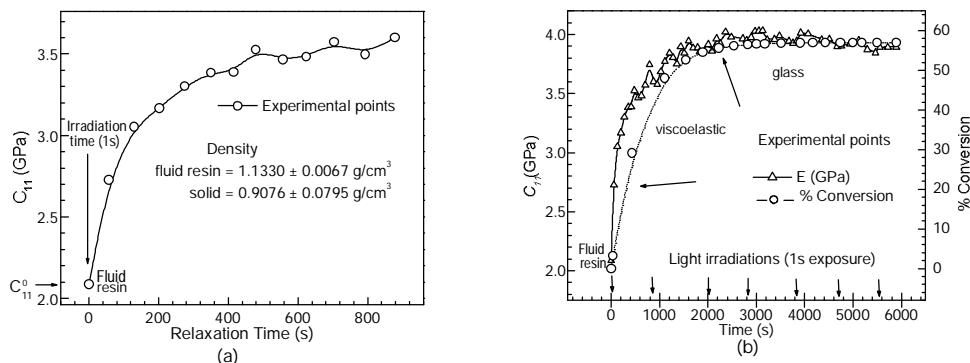 3.5
3.0
2.5
2.0
C₁₁ (GPa)
C⁰₁₁
Irradiation
time (1s)
Experimental points
Density
fluid resin = 1.1330 ± 0.0067 g/cm³
solid = 0.9076 ± 0.0795 g/cm³
Fluid
resin
0 200 400 600 800
Relaxation Time (s)
(a)
4.0
3.5
3.0
2.5
2.0
C₁₁(GPa)
glass
viscoelastic
Experimental points
E (GPa)
% Conversion
Fluid
resin
Light irradiations (1s exposure)
0 1000 2000 3000 4000 5000 6000
Time (s)
(b)
60
50
40
30
20
10
0
% Conversion